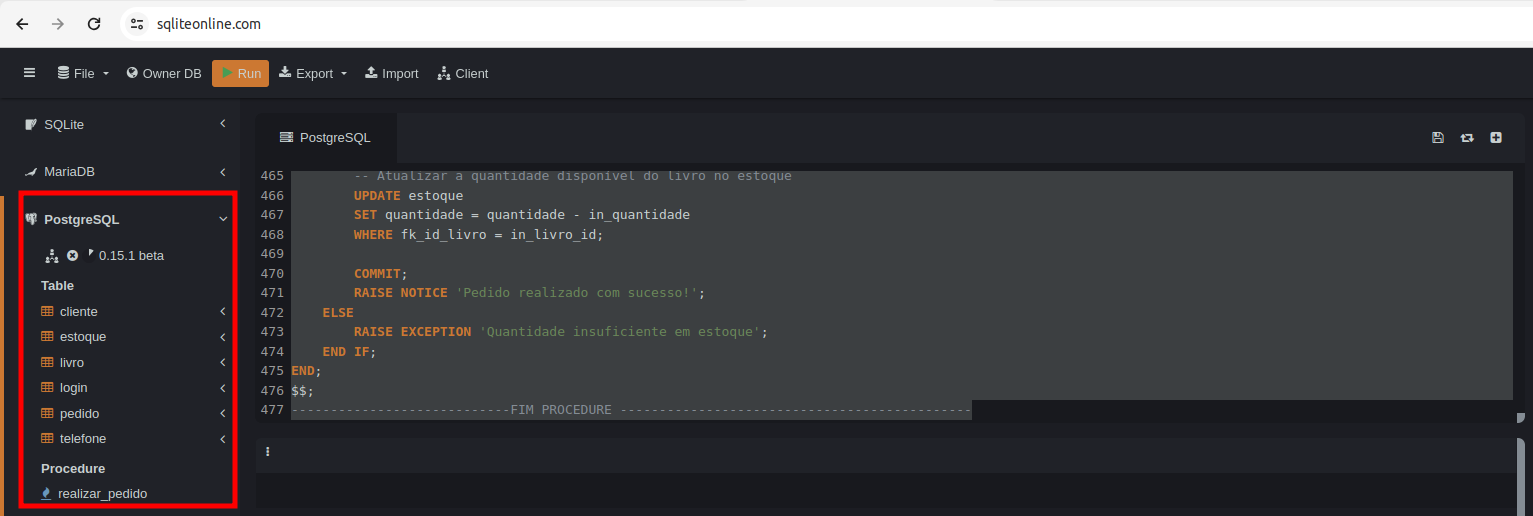 sqliteonline.com
File Owner DB Run Export Import Client
SQLite
MariaDB
PostgreSQL
0.15.1 beta
Table
cliente
estoque
livro
login
pedido
telefone
Procedure
realizar_pedido
PostgreSQL
465 -- Atualizar a quantidade disponível do livro no estoque
466 UPDATE estoque
467 SET quantidade = quantidade - in_quantidade
468 WHERE fk_id_livro = in_livro_id;
469
470 COMMIT;
471 RAISE NOTICE 'Pedido realizado com sucesso!';
472 ELSE
473 RAISE EXCEPTION 'Quantidade insuficiente em estoque';
474 END IF;
475 END;
476 $$;
477 ----------------------------FIM PROCEDURE ---------------------------------------------